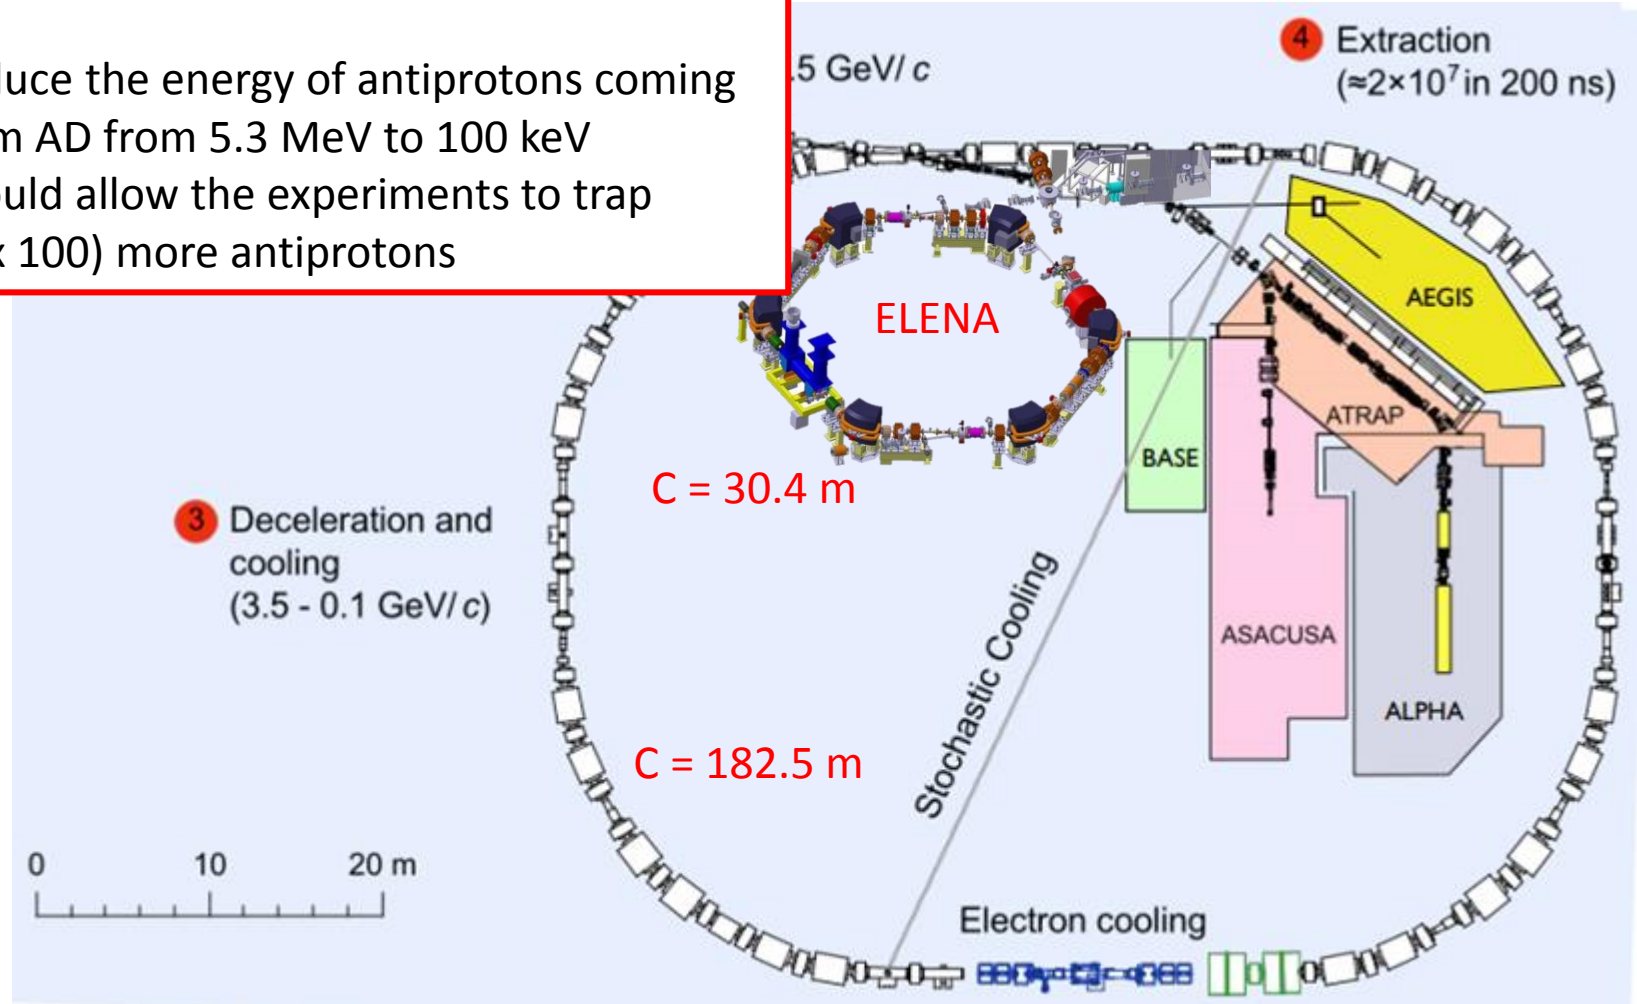 duce the energy of antiprotons coming
m AD from 5.3 MeV to 100 keV
ould allow the experiments to trap
x 100) more antiprotons
.5 GeV/c
4 Extraction
(≈2×10⁷ in 200 ns)
AEGIS
ELENA
ATRAP
BASE
C = 30.4 m
3 Deceleration and
cooling
(3.5 - 0.1 GeV/c)
Stochastic Cooling
ASACUSA
ALPHA
C = 182.5 m
0 10 20 m
Electron cooling